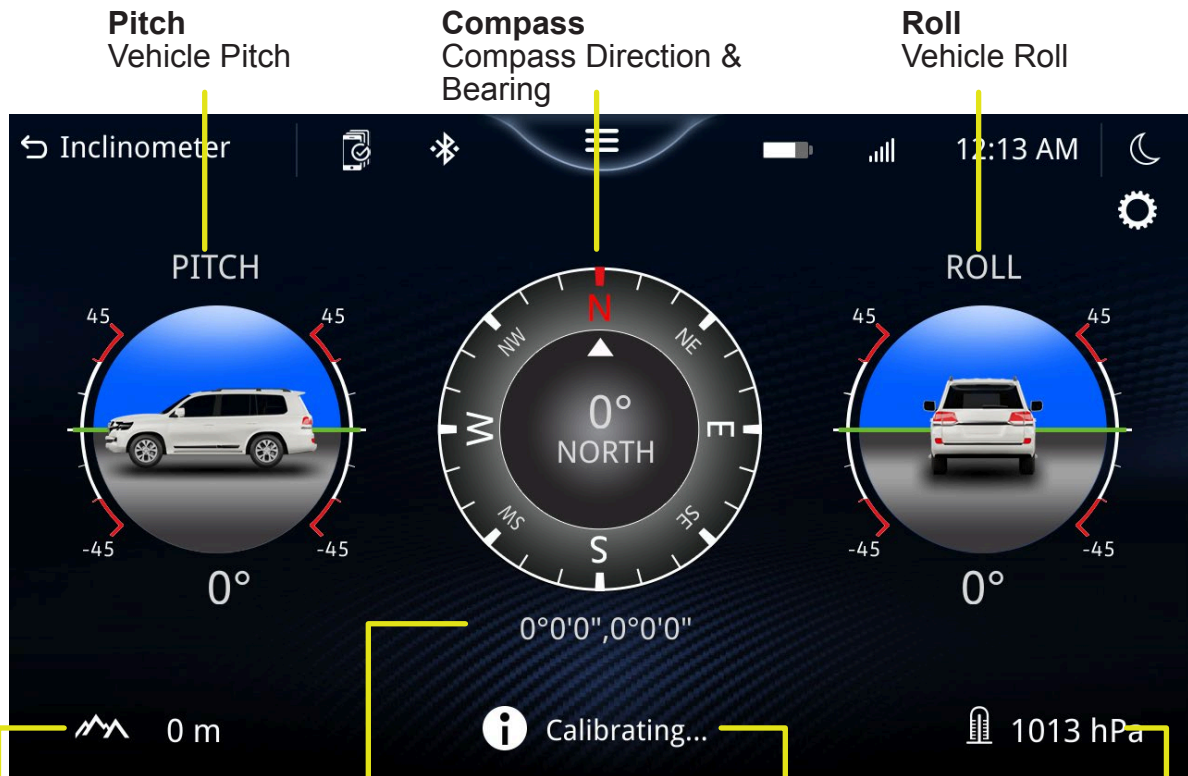 Pitch
Vehicle Pitch
Compass
Compass Direction &
Bearing
Roll
Vehicle Roll
Inclinometer
12:13 AM
PITCH
45
45
-45
-45
0°
N
NE
E
SE
S
SW
W
NW
0°
NORTH
0°0'0",0°0'0"
ROLL
45
45
-45
-45
0°
0 m
i Calibrating...
1013 hPa